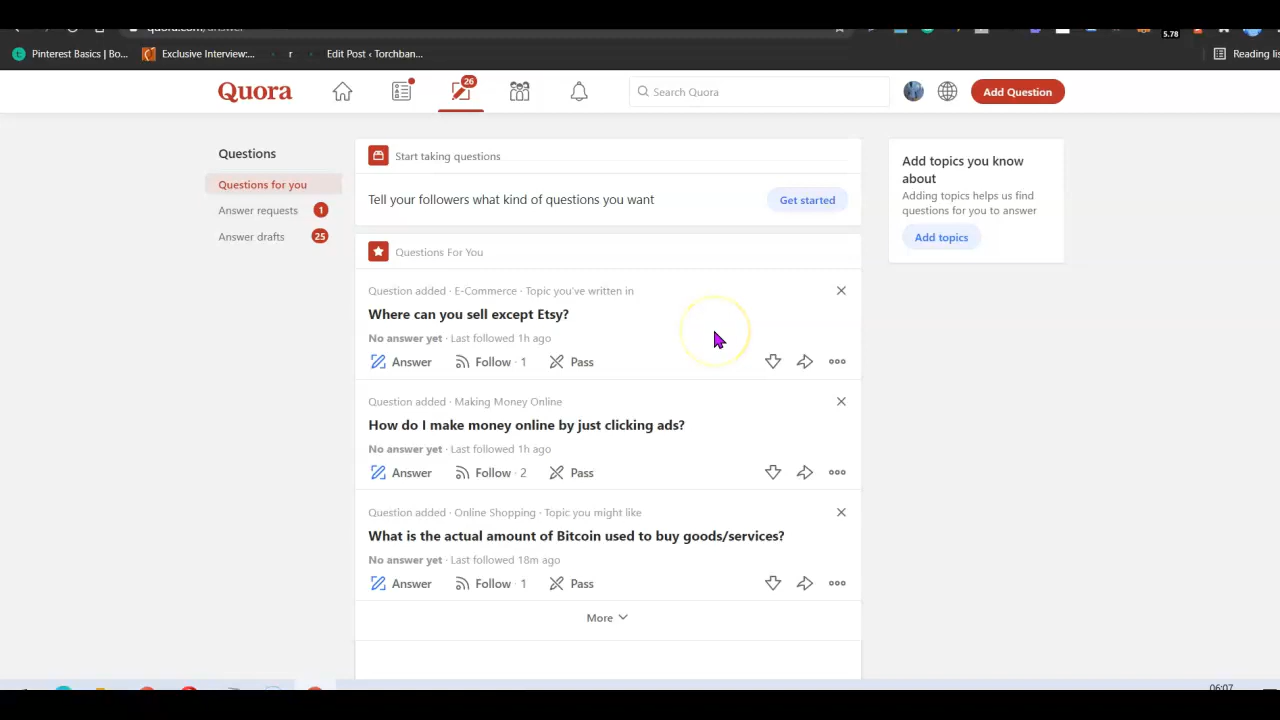 quora.com/answer
5.78
Pinterest Basics | Bo...
Exclusive Interview:...
r
Edit Post ‹ Torchban...
Reading list
Quora
26
Search Quora
Add Question
Questions
Questions for you
Answer requests 1
Answer drafts 25
Start taking questions
Tell your followers what kind of questions you want
Get started
Questions For You
Question added · E-Commerce · Topic you've written in
Where can you sell except Etsy?
No answer yet · Last followed 1h ago
Answer Follow · 1 Pass
Question added · Making Money Online
How do I make money online by just clicking ads?
No answer yet · Last followed 1h ago
Answer Follow · 2 Pass
Question added · Online Shopping · Topic you might like
What is the actual amount of Bitcoin used to buy goods/services?
No answer yet · Last followed 18m ago
Answer Follow · 1 Pass
More
Add topics you know
about
Adding topics helps us find
questions for you to answer
Add topics
06:07